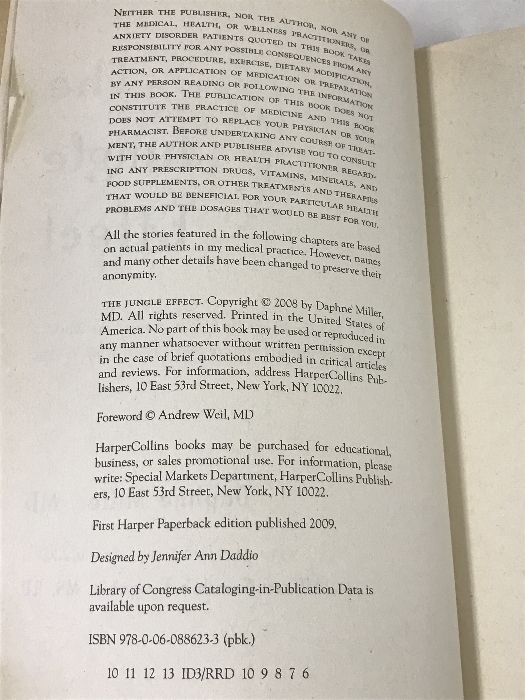 NEITHER THE PUBLISHER, NOR THE AUTHOR, NOR ANY OF
THE MEDICAL, HEALTH, OR WELLNESS PRACTITIONERS, OR
ANXIETY DISORDER PATIENTS QUOTED IN THIS BOOK TAKES
RESPONSIBILITY FOR ANY POSSIBLE CONSEQUENCES FROM ANY
TREATMENT, PROCEDURE, EXERCISE, DIETARY MODIFICATION,
ACTION, OR APPLICATION OF MEDICATION OR PREPARATION
BY ANY PERSON READING OR FOLLOWING THE INFORMATION
IN THIS BOOK. THE PUBLICATION OF THIS BOOK DOES NOT
CONSTITUTE THE PRACTICE OF MEDICINE AND THIS BOOK
DOES NOT ATTEMPT TO REPLACE YOUR PHYSICIAN OR YOUR
PHARMACIST. BEFORE UNDERTAKING ANY COURSE OF TREAT-
MENT, THE AUTHOR AND PUBLISHER ADVISE YOU TO CONSULT
WITH YOUR PHYSICIAN OR HEALTH PRACTITIONER REGARD-
ING ANY PRESCRIPTION DRUGS, VITAMINS, MINERALS, AND
FOOD SUPPLEMENTS, OR OTHER TREATMENTS AND THERAPIES
THAT WOULD BE BENEFICIAL FOR YOUR PARTICULAR HEALTH
PROBLEMS AND THE DOSAGES THAT WOULD BE BEST FOR YOU.
All the stories featured in the following chapters are based
on actual patients in my medical practice. However, names
and many other details have been changed to preserve their
anonymity.
THE JUNGLE EFFECT. Copyright © 2008 by Daphne Miller,
MD. All rights reserved. Printed in the United States of
America. No part of this book may be used or reproduced in
any manner whatsoever without written permission except
in the case of brief quotations embodied in critical articles
and reviews. For information, address HarperCollins Pub-
lishers, 10 East 53rd Street, New York, NY 10022.
Foreword © Andrew Weil, MD
HarperCollins books may be purchased for educational,
business, or sales promotional use. For information, please
write: Special Markets Department, HarperCollins Publish-
ers, 10 East 53rd Street, New York, NY 10022.
First Harper Paperback edition published 2009.
Designed by Jennifer Ann Daddio
Library of Congress Cataloging-in-Publication Data is
available upon request.
ISBN 978-0-06-088623-3 (pbk.)
10 11 12 13 ID3/RRD 10 9 8 7 6